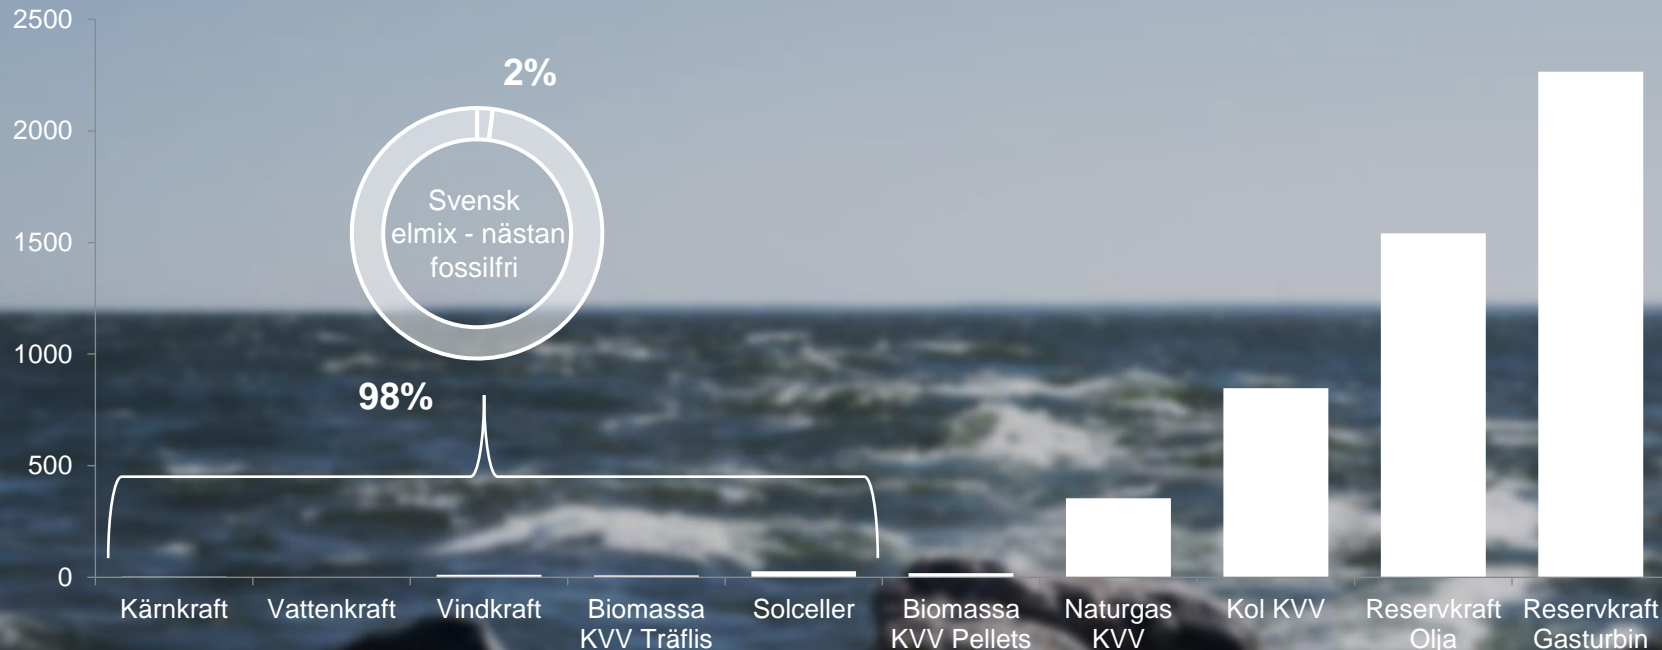 2500
2000
1500
1000
500
0
2%
Svensk
elmix - nästan
fossilfri
98%
Kärnkraft
Vattenkraft
Vindkraft
Biomassa
KVV Träflis
Solceller
Biomassa
KVV Pellets
Naturgas
KVV
Kol KVV
Reservkraft
Olja
Reservkraft
Gasturbin